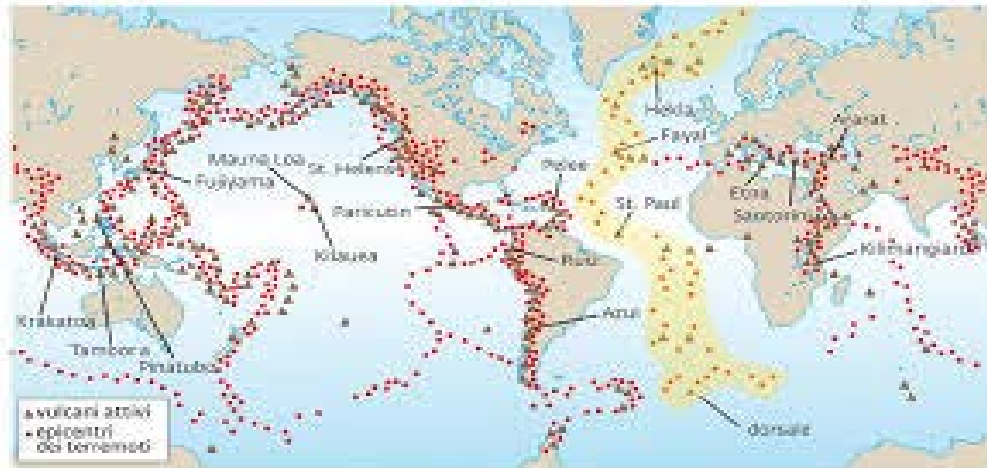 Hekla
Ararat
Fayal
Mauna Loa
St. Helens
Pelee
Fujiyama
Etna
St. Paul
Santorini
Paricutin
Kilauea
Ruiz
Kilimangiaro
Azul
Krakatoa
Tambora
Pinatubo
vulcani attivi
epicentri
dei terremoti
dorsale